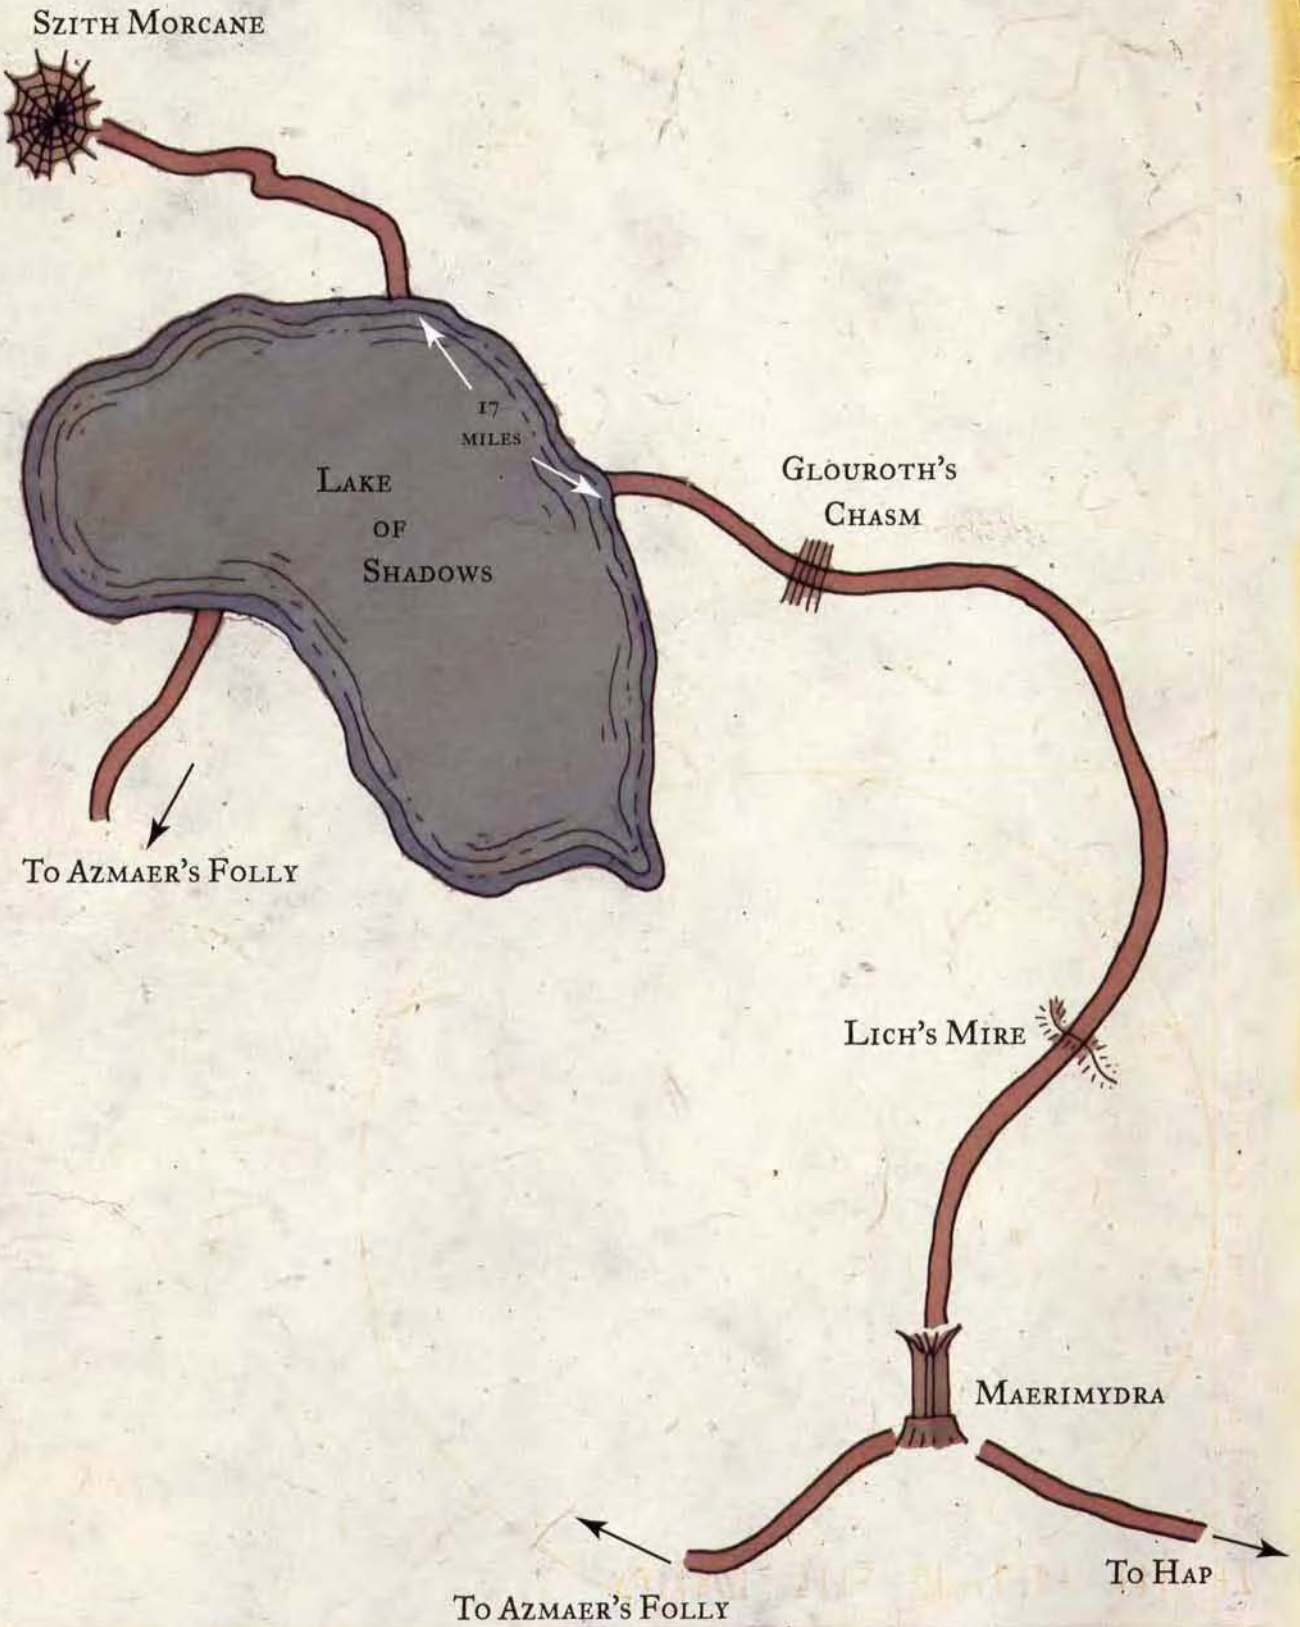 SZITH MORCANE
17
MILES
LAKE
OF
SHADOWS
GLOUROTH'S
CHASM
TO AZMAER'S FOLLY
LICH'S MIRE
MAERIMYDRA
TO HAP
TO AZMAER'S FOLLY